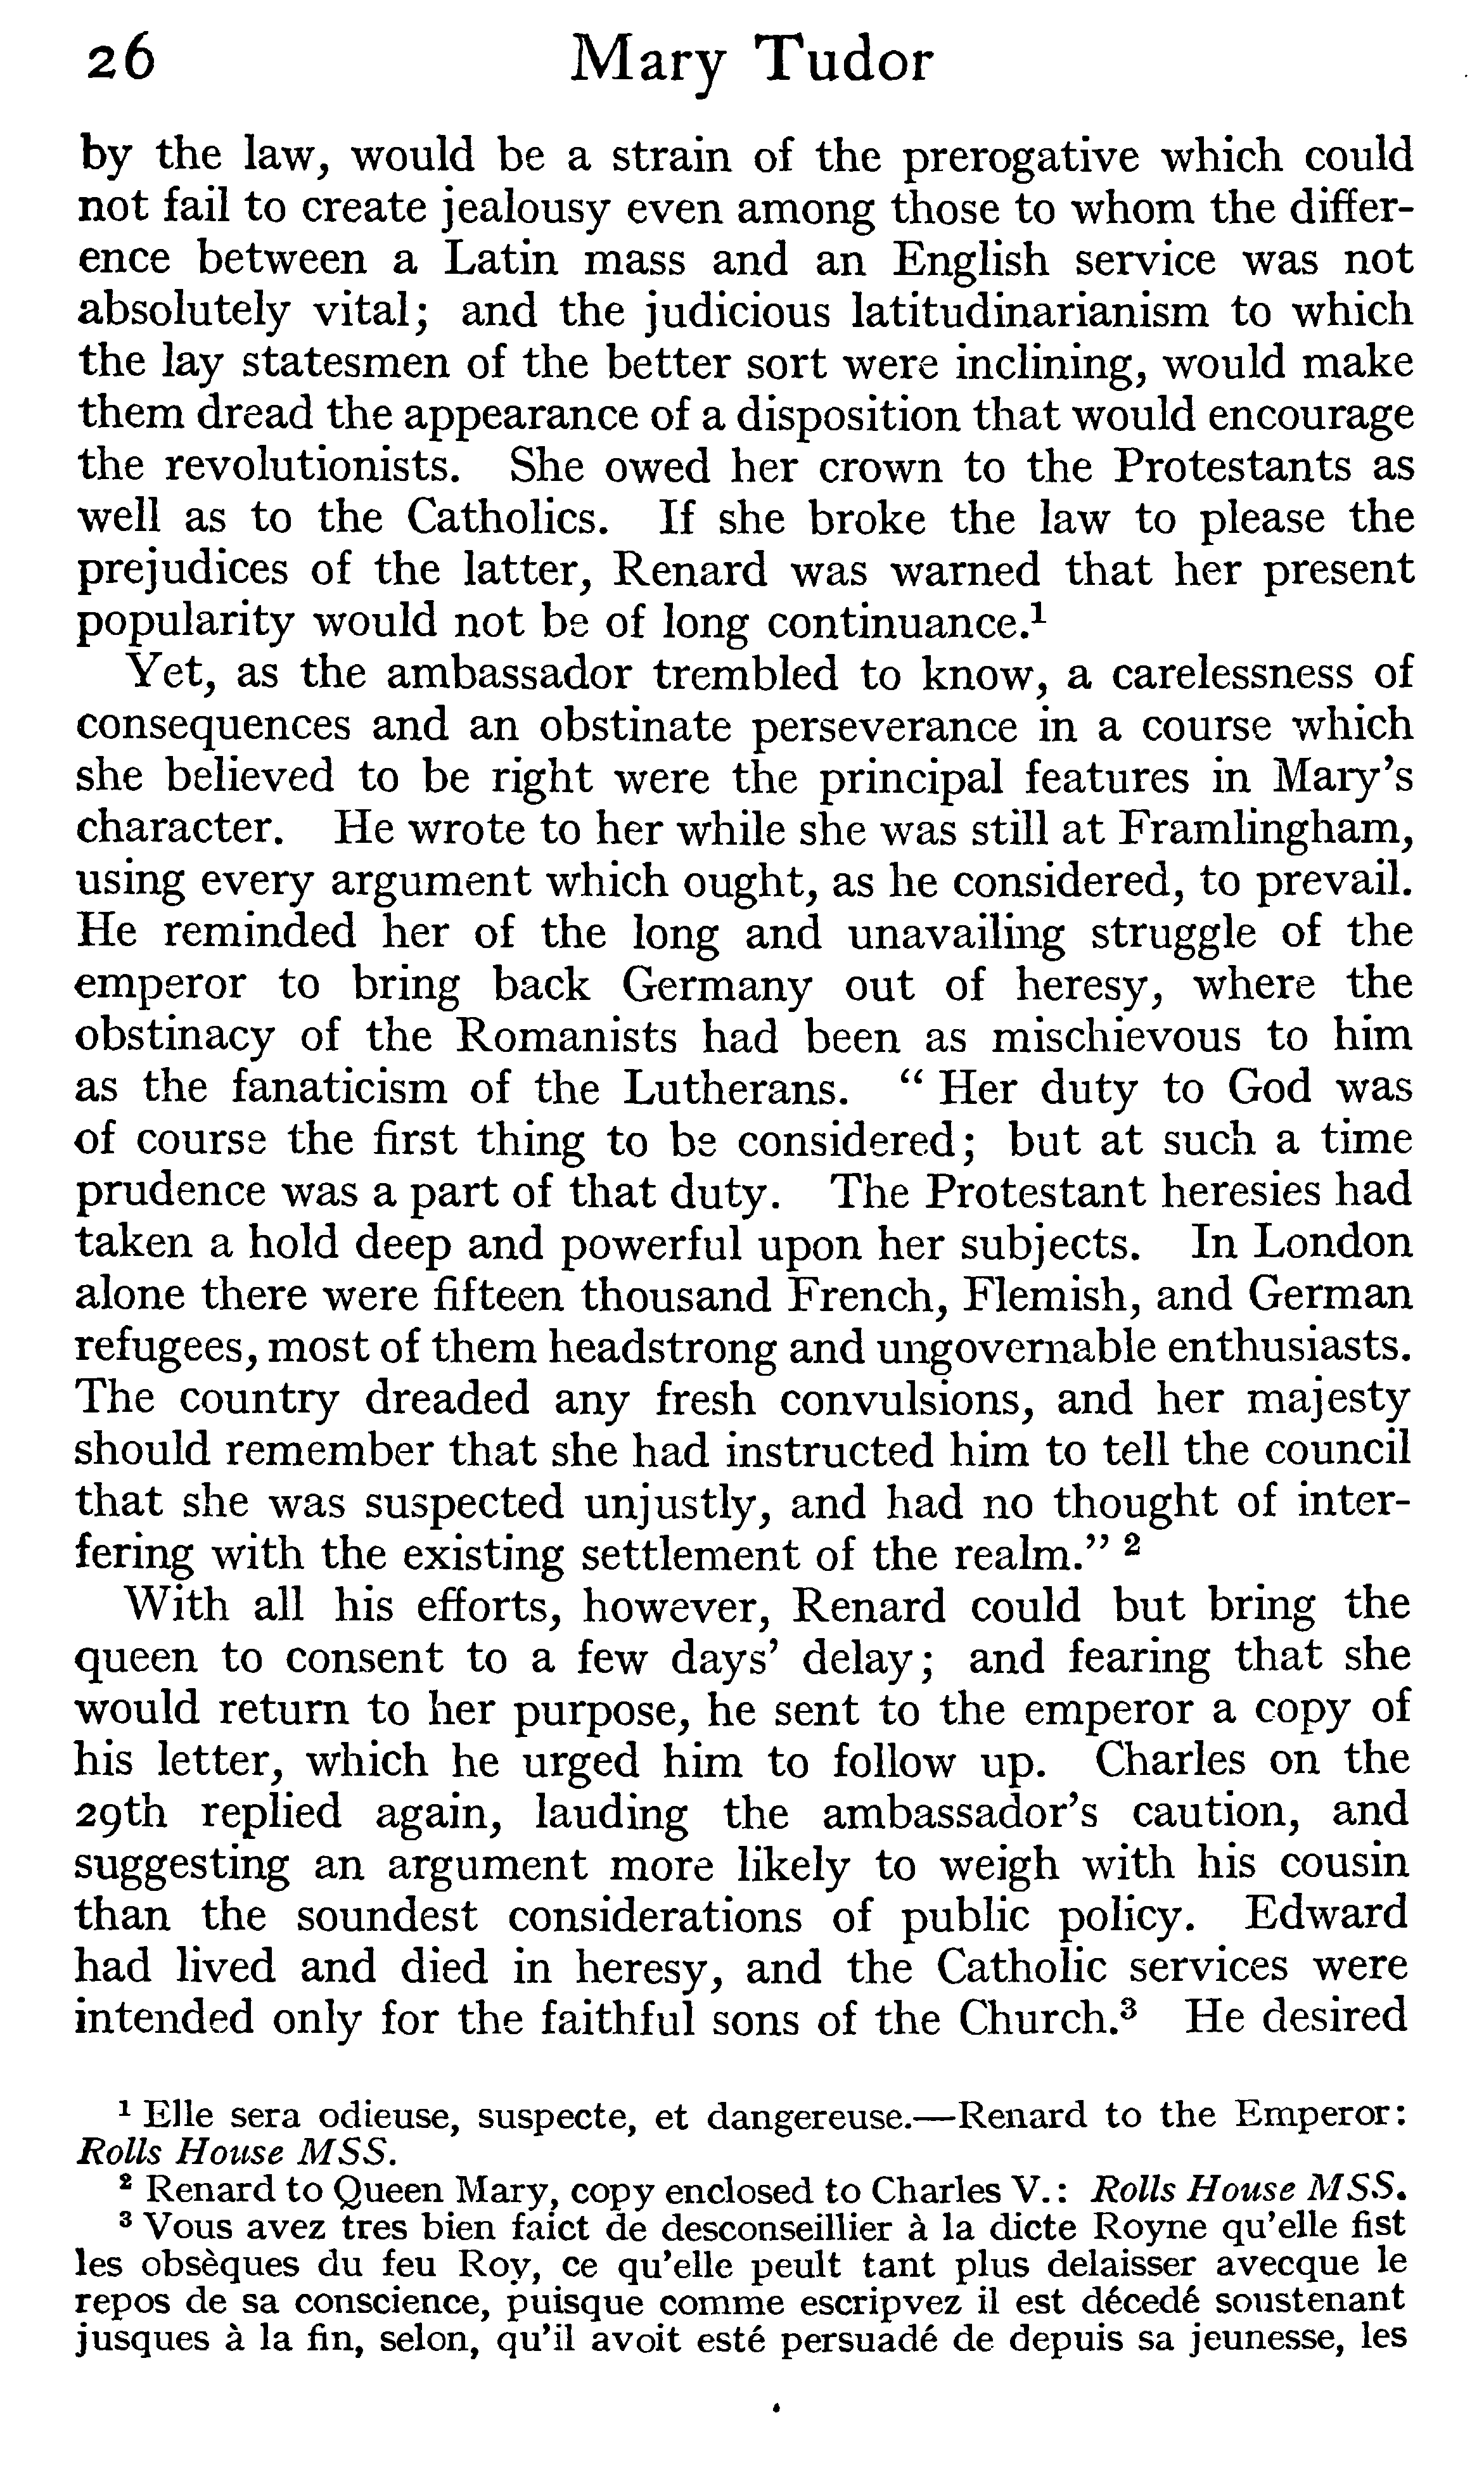 26 Mary Tudor
by the law, would be a strain of the prerogative which could
not fail to create jealousy even among those to whom the differ-
ence between a Latin mass and an English service was not
absolutely vital; and the judicious latitudinarianism to which
the lay statesmen of the better sort were inclining, would make
them dread the appearance of a disposition that would encourage
the revolutionists. She owed her crown to the Protestants as
well as to the Catholics. If she broke the law to please the
prejudices of the latter, Renard was warned that her present
popularity would not be of long continuance.¹
Yet, as the ambassador trembled to know, a carelessness of
consequences and an obstinate perseverance in a course which
she believed to be right were the principal features in Mary's
character. He wrote to her while she was still at Framlingham,
using every argument which ought, as he considered, to prevail.
He reminded her of the long and unavailing struggle of the
emperor to bring back Germany out of heresy, where the
obstinacy of the Romanists had been as mischievous to him
as the fanaticism of the Lutherans. “ Her duty to God was
of course the first thing to be considered; but at such a time
prudence was a part of that duty. The Protestant heresies had
taken a hold deep and powerful upon her subjects. In London
alone there were fifteen thousand French, Flemish, and German
refugees, most of them headstrong and ungovernable enthusiasts.
The country dreaded any fresh convulsions, and her majesty
should remember that she had instructed him to tell the council
that she was suspected unjustly, and had no thought of inter-
fering with the existing settlement of the realm.” ²
With all his efforts, however, Renard could but bring the
queen to consent to a few days' delay; and fearing that she
would return to her purpose, he sent to the emperor a copy of
his letter, which he urged him to follow up. Charles on the
29th replied again, lauding the ambassador's caution, and
suggesting an argument more likely to weigh with his cousin
than the soundest considerations of public policy. Edward
had lived and died in heresy, and the Catholic services were
intended only for the faithful sons of the Church.³ He desired
¹ Elle sera odieuse, suspecte, et dangereuse.—Renard to the Emperor:
Rolls House MSS.
² Renard to Queen Mary, copy enclosed to Charles V.: Rolls House MSS.
³ Vous avez tres bien faict de desconseillier à la dicte Royne qu'elle fist
les obsèques du feu Roy, ce qu'elle peult tant plus delaisser avecque le
repos de sa conscience, puisque comme escripvez il est décedé soustenant
jusques à la fin, selon, qu'il avoit esté persuadé de depuis sa jeunesse, les